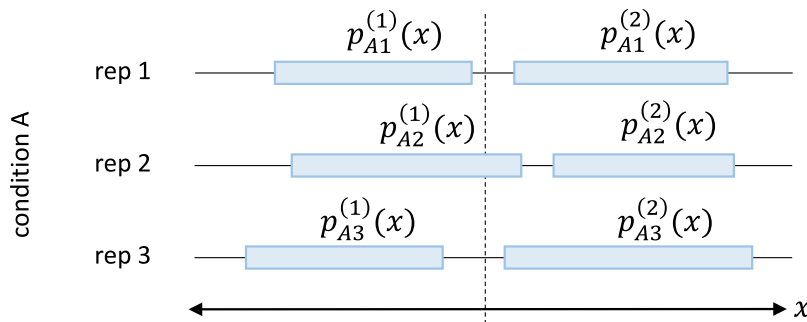 p_{A1}^{(1)}(x) p_{A1}^{(2)}(x)
rep 1
p_{A2}^{(1)}(x) p_{A2}^{(2)}(x)
rep 2
p_{A3}^{(1)}(x) p_{A3}^{(2)}(x)
rep 3
condition A
x